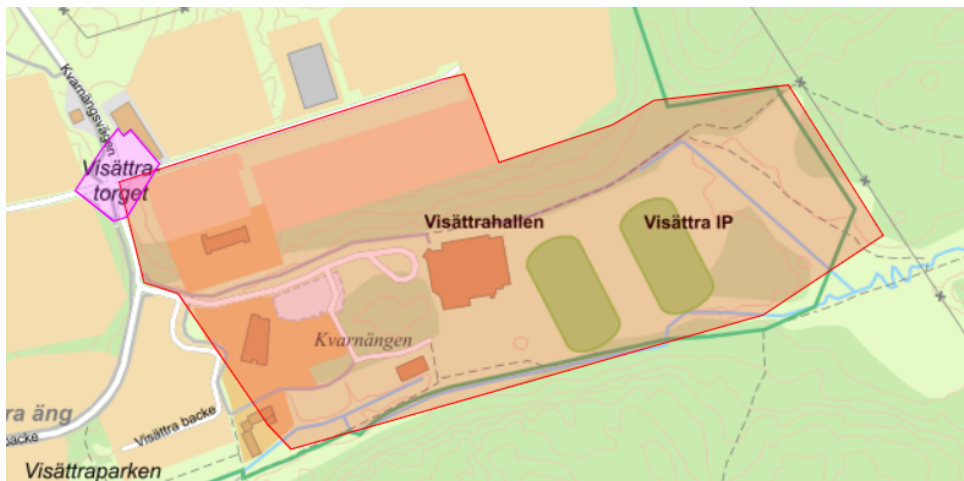 Kvarnängsvägen
Visättra-
torget
Visättrahallen
Visättra IP
Kvarnängen
ra äng
backe
Visättra backe
Visättraparken